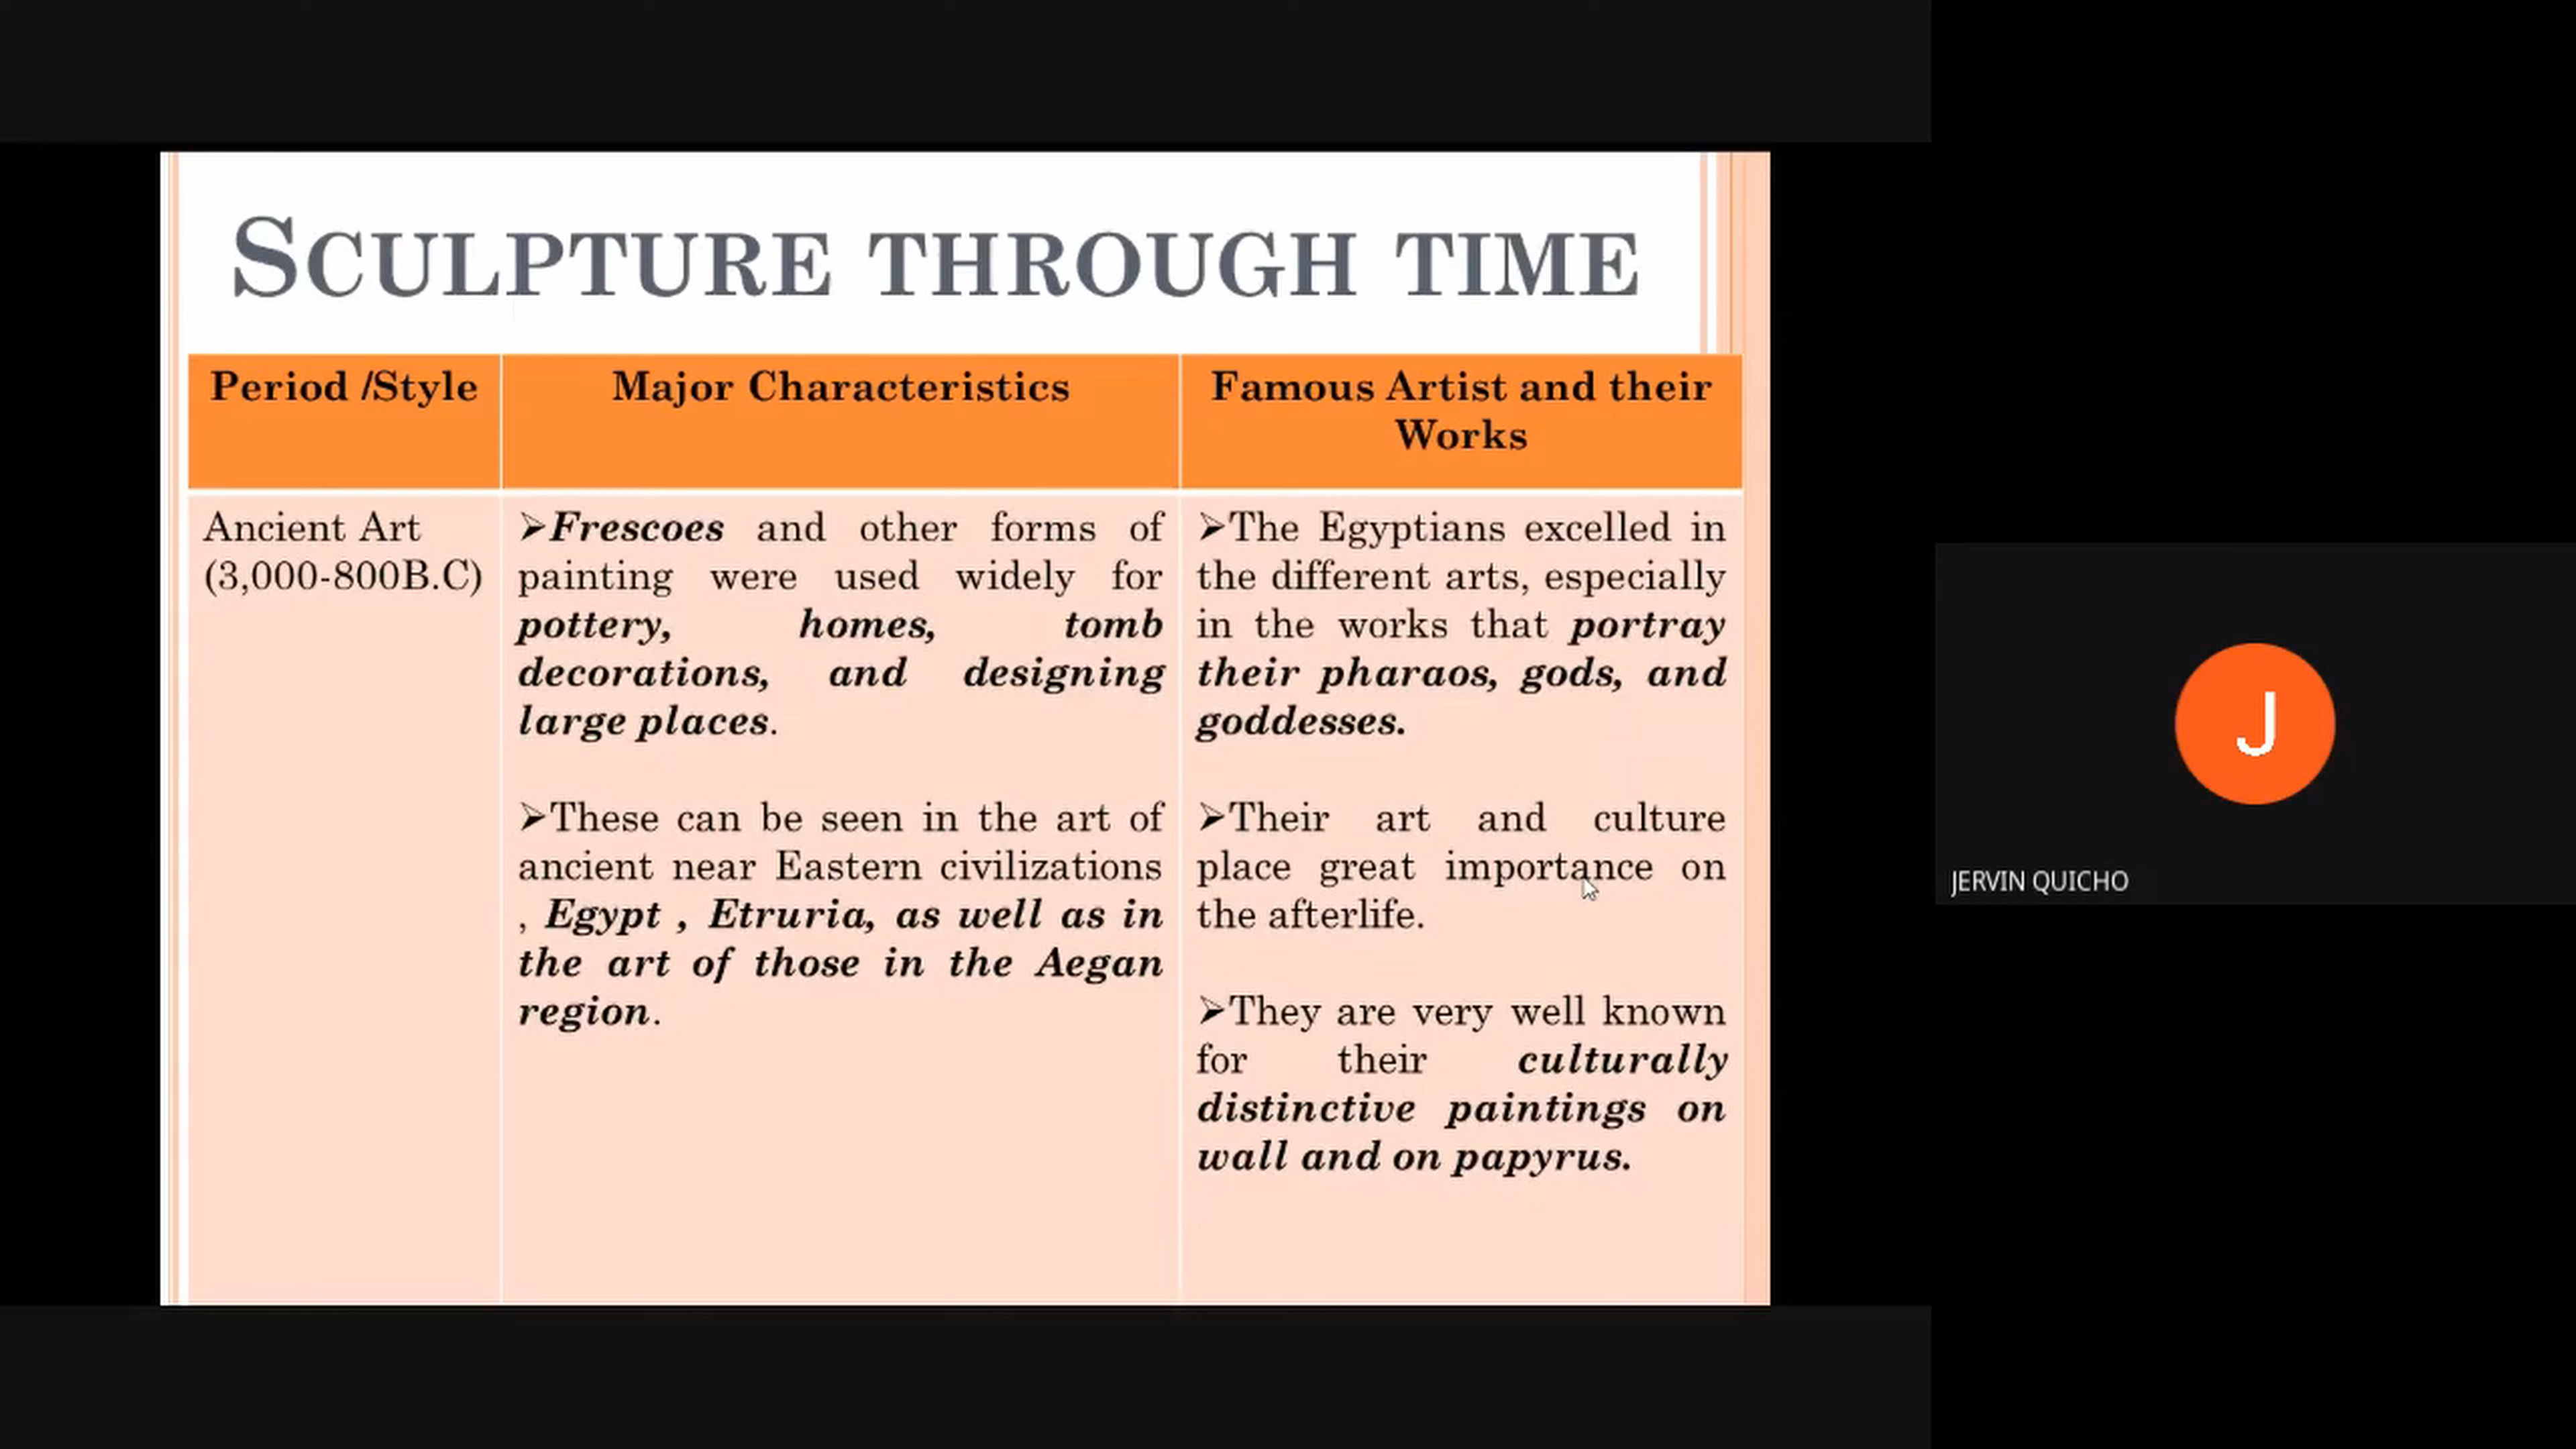 SCULPTURE THROUGH TIME
Period /Style
Major Characteristics
Famous Artist and their
Works
Ancient Art
(3,000-800B.C)
➢Frescoes and other forms of
painting were used widely for
pottery, homes, tomb
decorations, and designing
large places.
➢These can be seen in the art of
ancient near Eastern civilizations
, Egypt , Etruria, as well as in
the art of those in the Aegan
region.
➢The Egyptians excelled in
the different arts, especially
in the works that portray
their pharaos, gods, and
goddesses.
➢Their art and culture
place great importance on
the afterlife.
➢They are very well known
for their culturally
distinctive paintings on
wall and on papyrus.
J
JERVIN QUICHO